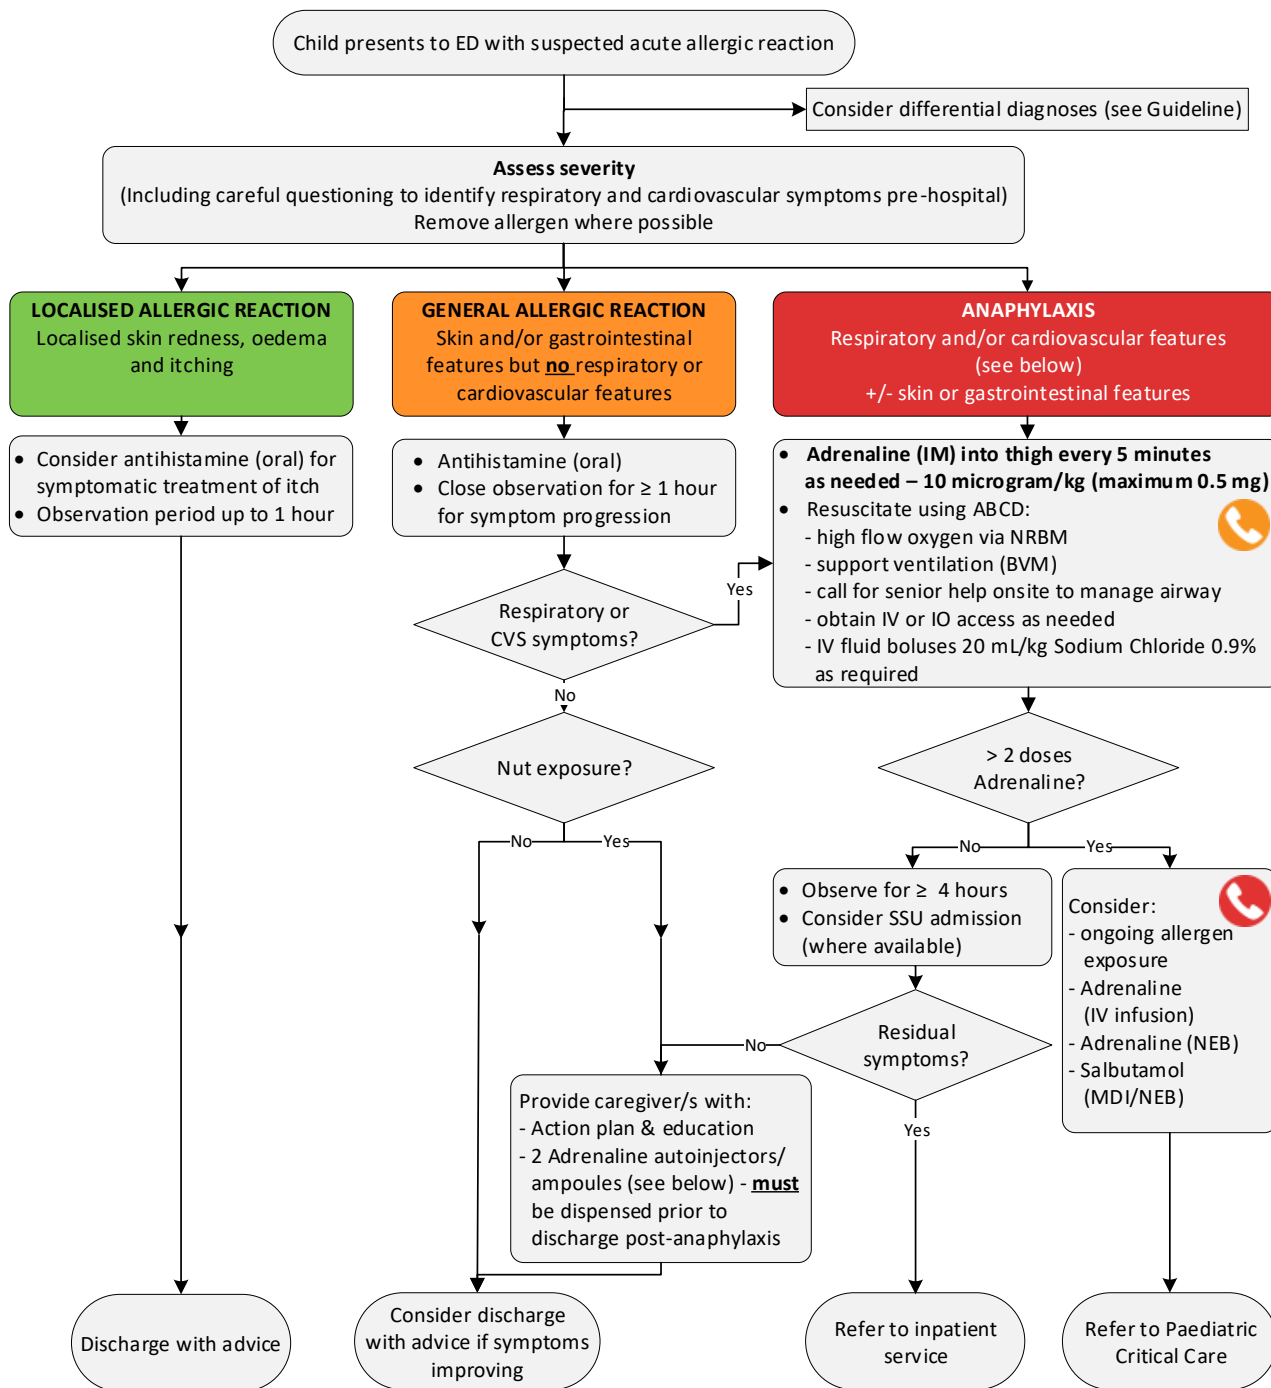 Child presents to ED with suspected acute allergic reaction
Consider differential diagnoses (see Guideline)
Assess severity
(Including careful questioning to identify respiratory and cardiovascular symptoms pre-hospital)
Remove allergen where possible
LOCALISED ALLERGIC REACTION
Localised skin redness, oedema
and itching
GENERAL ALLERGIC REACTION
Skin and/or gastrointestinal
features but no respiratory or
cardiovascular features
ANAPHYLAXIS
Respiratory and/or cardiovascular features
(see below)
+/- skin or gastrointestinal features
• Consider antihistamine (oral) for
symptomatic treatment of itch
• Observation period up to 1 hour
• Antihistamine (oral)
• Close observation for ≥ 1 hour
for symptom progression
• Adrenaline (IM) into thigh every 5 minutes
as needed – 10 microgram/kg (maximum 0.5 mg)
• Resuscitate using ABCD:
- high flow oxygen via NRBM
- support ventilation (BVM)
- call for senior help onsite to manage airway
- obtain IV or IO access as needed
- IV fluid boluses 20 mL/kg Sodium Chloride 0.9%
as required
Respiratory or
CVS symptoms?
Yes
No
Nut exposure?
No
Yes
> 2 doses
Adrenaline?
No
Yes
• Observe for ≥ 4 hours
• Consider SSU admission
(where available)
Consider:
- ongoing allergen
exposure
- Adrenaline
(IV infusion)
- Adrenaline (NEB)
- Salbutamol
(MDI/NEB)
Residual
symptoms?
No
Yes
Provide caregiver/s with:
- Action plan & education
- 2 Adrenaline autoinjectors/
ampoules (see below) - must
be dispensed prior to
discharge post-anaphylaxis
Discharge with advice
Consider discharge
with advice if symptoms
improving
Refer to inpatient
service
Refer to Paediatric
Critical Care